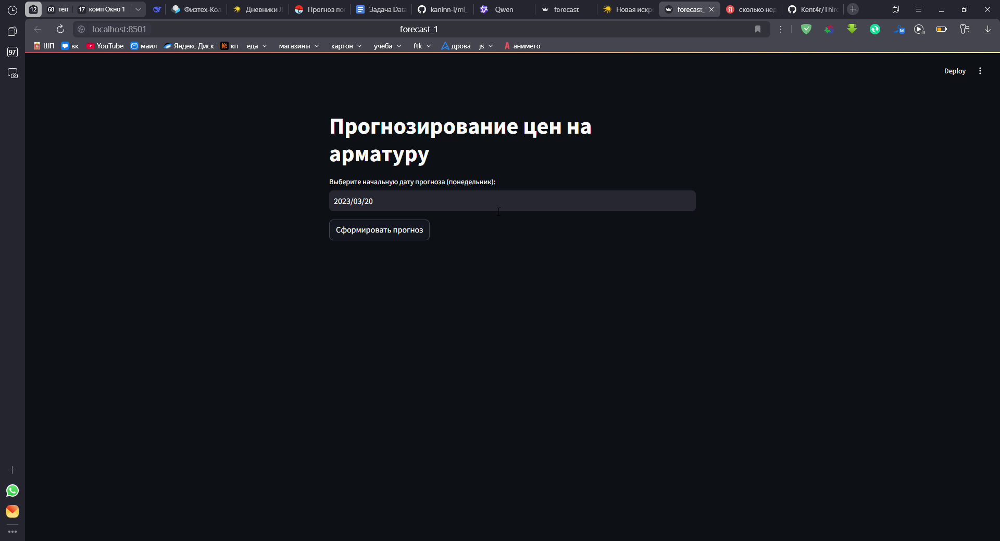 12
68 тел
17 комп Окно 1
Физтех-Кол
Дневники Л
Прогноз по
Задача Data
kaninn-i/ml_
Qwen
forecast
Новая искр
forecast_
сколько нед
Kent4r/Thir
localhost:8501
forecast_1
ШП
вк
YouTube
маил
Яндекс Диск
кп
еда
магазины
картон
учеба
ftk
дрова
js
анимего
97
Deploy
Прогнозирование цен на
арматуру
Выберите начальную дату прогноза (понедельник):
2023/03/20
Сформировать прогноз